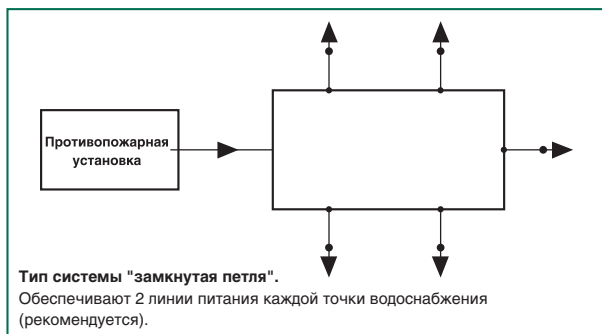 Противопожарная
установка
Тип системы "замкнутая петля".
Обеспечивают 2 линии питания каждой точки водоснабжения
(рекомендуется).